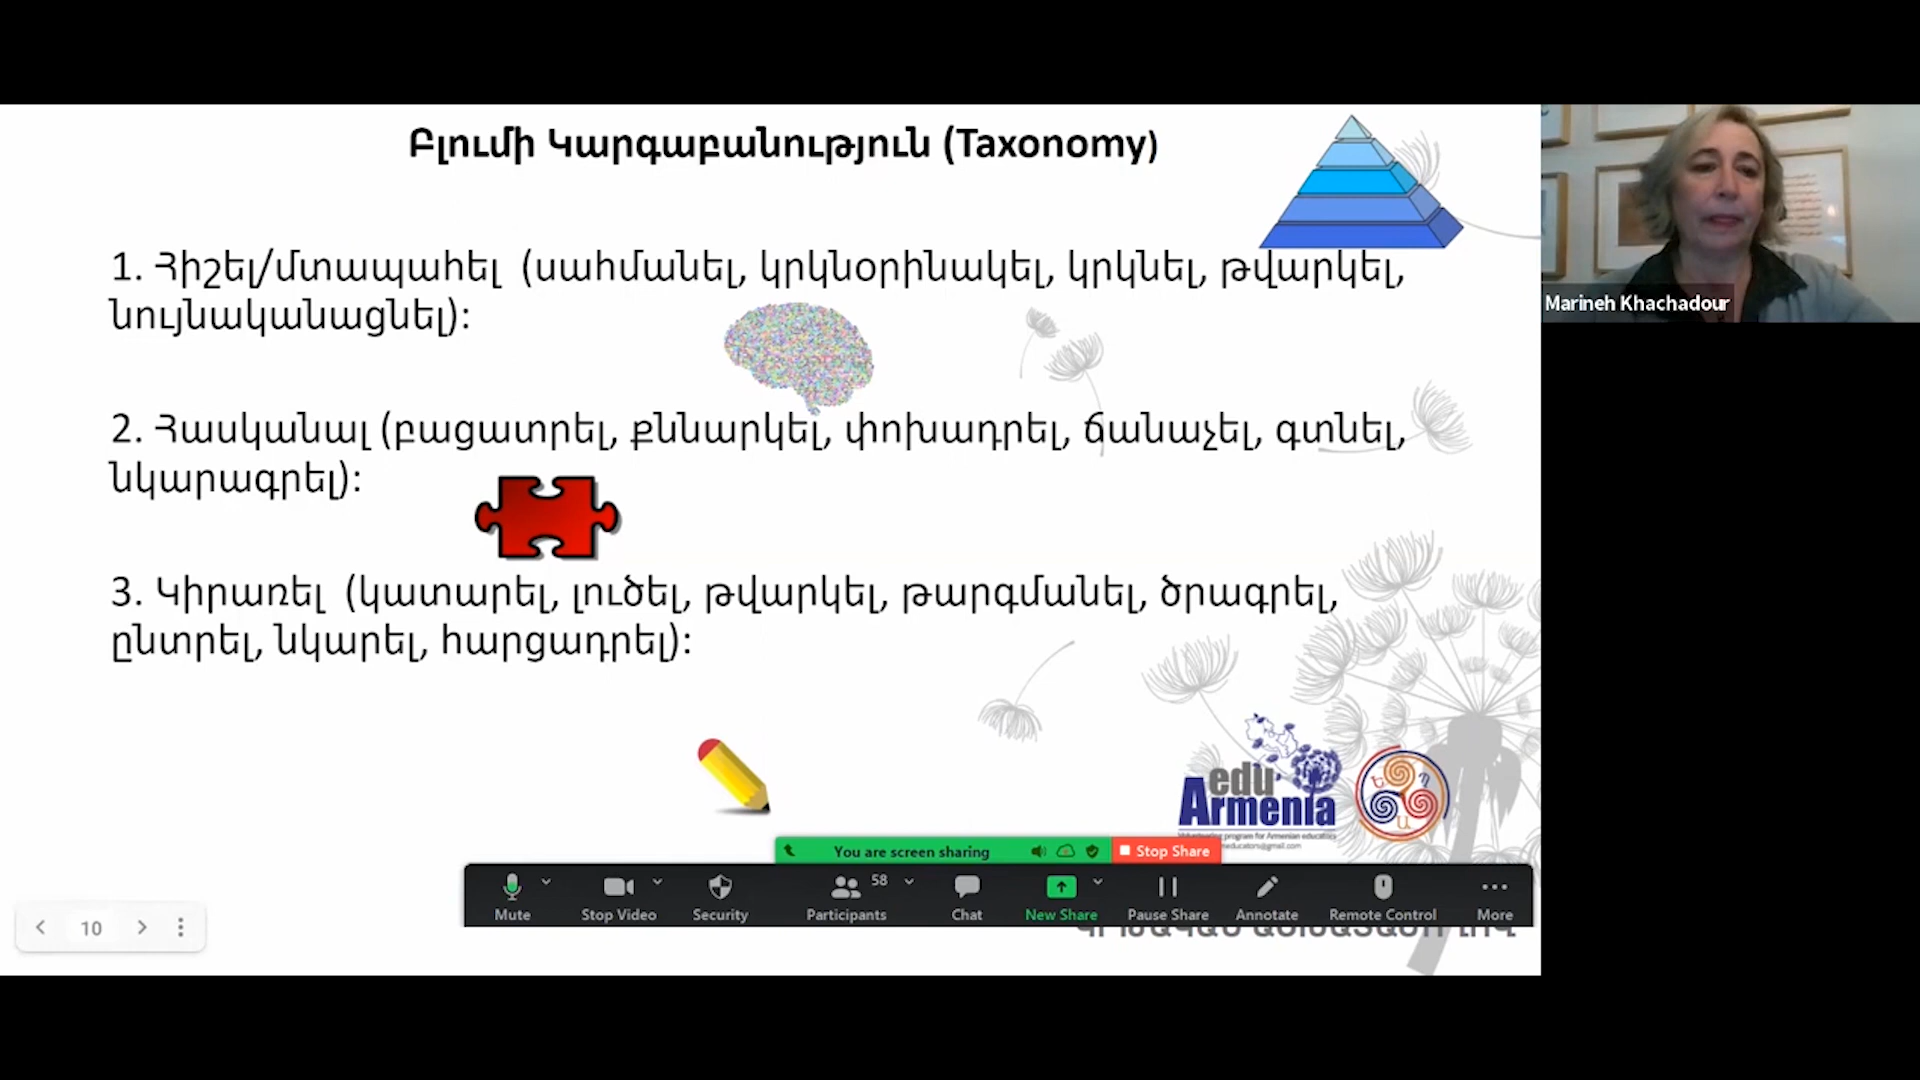 Բլումի Կարգաբանություն (Taxonomy)
1. Հիշել/մտապահել (սահմանել, կրկնօրինակել, կրկնել, թվարկել,
նույնականացնել):
2. Հասկանալ (բացատրել, քննարկել, փոխադրել, ճանաչել, գտնել,
նկարագրել):
3. Կիրառել (կատարել, լուծել, թվարկել, թարգմանել, ծրագրել,
ընտրել, նկարել, հարցադրել):
Marineh Khachadour
edu
Armenia
Ե Պ
Ա
You are screen sharing Stop Share
58
Mute Stop Video Security Participants Chat New Share Pause Share Annotate Remote Control More
10